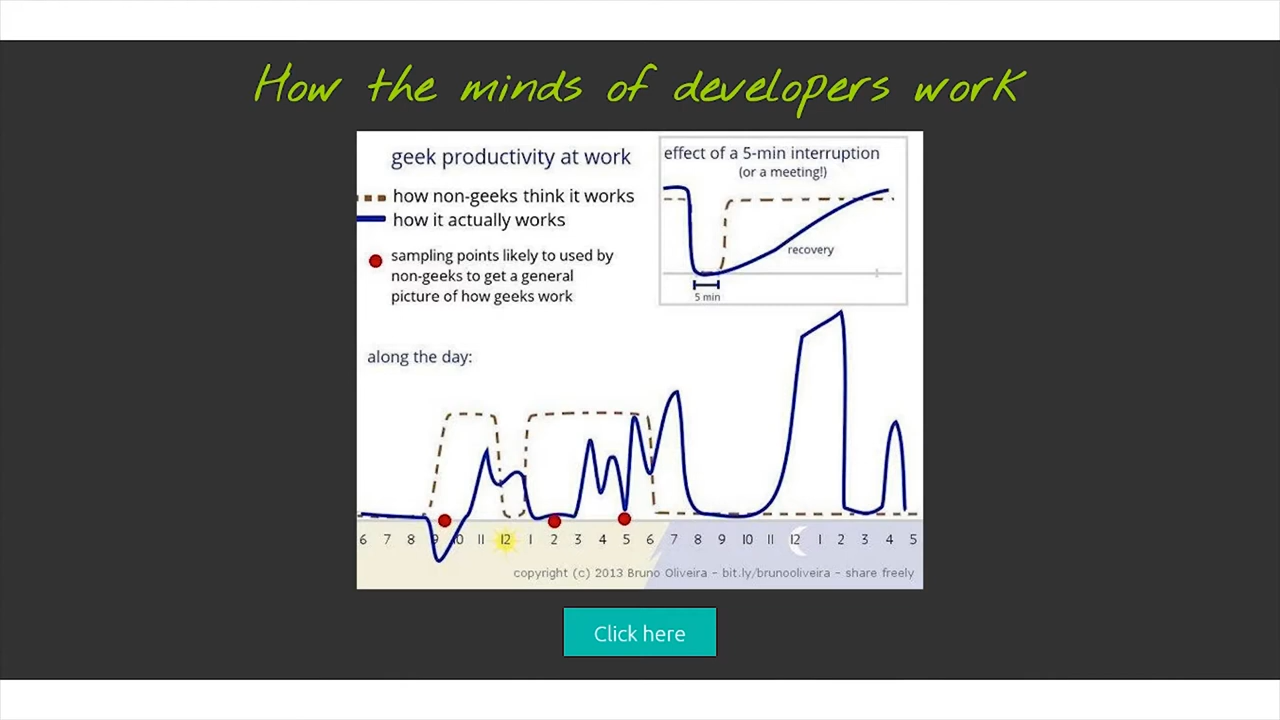 How the minds of developers work
geek productivity at work
how non-geeks think it works
how it actually works
sampling points likely to used by
non-geeks to get a general
picture of how geeks work
effect of a 5-min interruption
(or a meeting!)
recovery
5 min
along the day:
6 7 8 9 10 11 12 1 2 3 4 5 6 7 8 9 10 11 12 1 2 3 4 5
copyright (c) 2013 Bruno Oliveira - bit.ly/brunooliveira - share freely
Click here